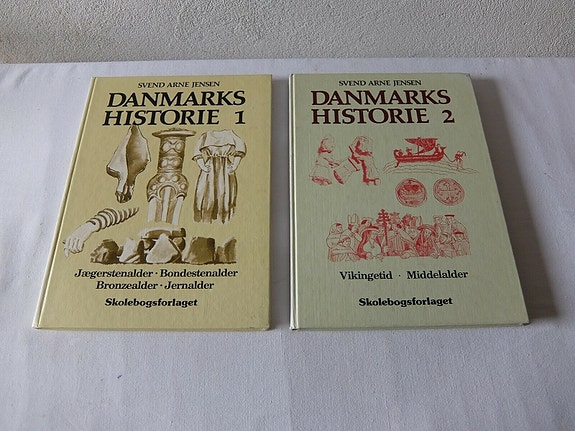 SVEND ARNE JENSEN
DANMARKS
HISTORIE 1
Jægerstenalder · Bondestenalder
Bronzealder · Jernalder
Skolebogsforlaget
SVEND ARNE JENSEN
DANMARKS
HISTORIE 2
Vikingetid · Middelalder
Skolebogsforlaget